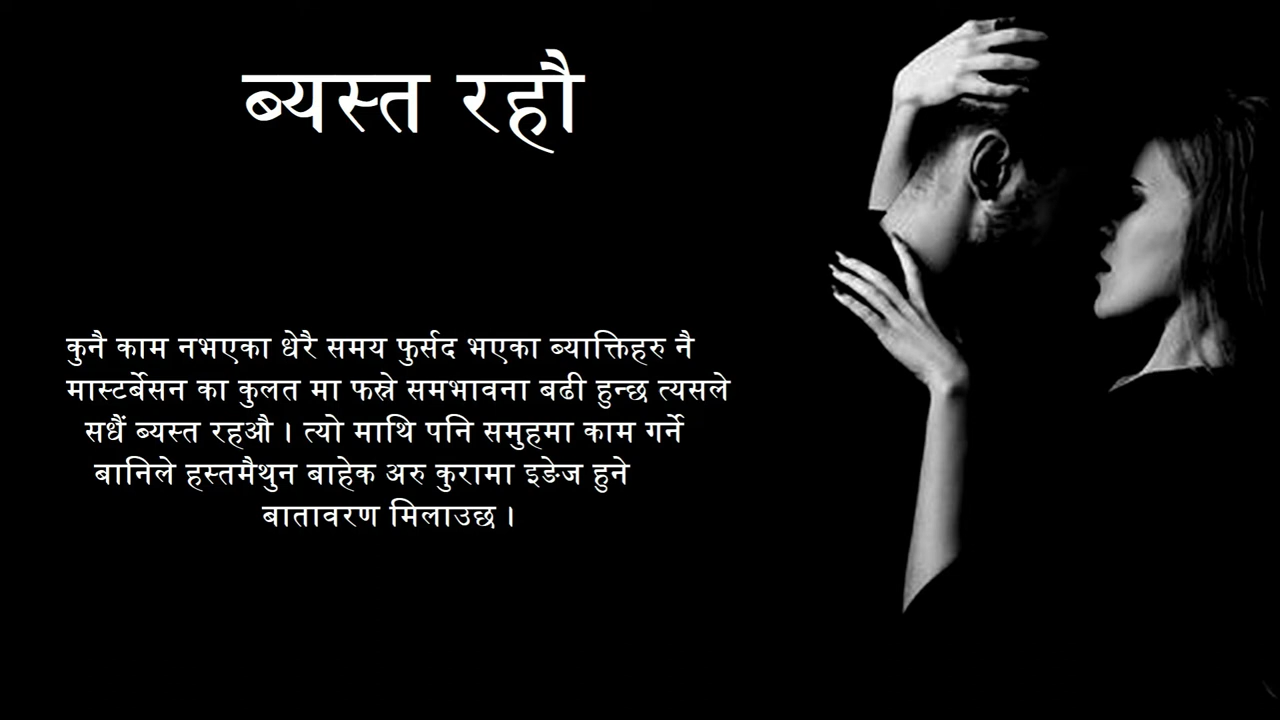 ब्यस्त रहौ
कुनै काम नभएका धेरै समय फुर्सद भएका ब्याक्तिहरु नै
मास्टर्बेसन का कुलत मा फस्ने समभावना बढी हुन्छ त्यसले
सधैं ब्यस्त रहऔ । त्यो माथि पनि समुहमा काम गर्ने
बानिले हस्तमैथुन बाहेक अरु कुरामा इङेज हुने
बातावरण मिलाउछ ।